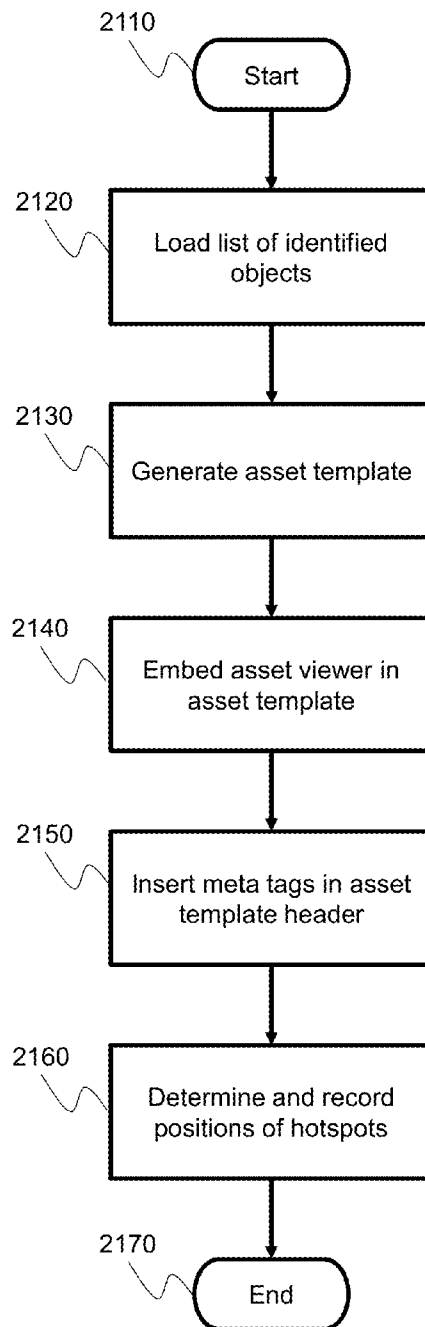 2110
Start
2120
Load list of identified
objects
2130
Generate asset template
2140
Embed asset viewer in
asset template
2150
Insert meta tags in asset
template header
2160
Determine and record
positions of hotspots
2170
End